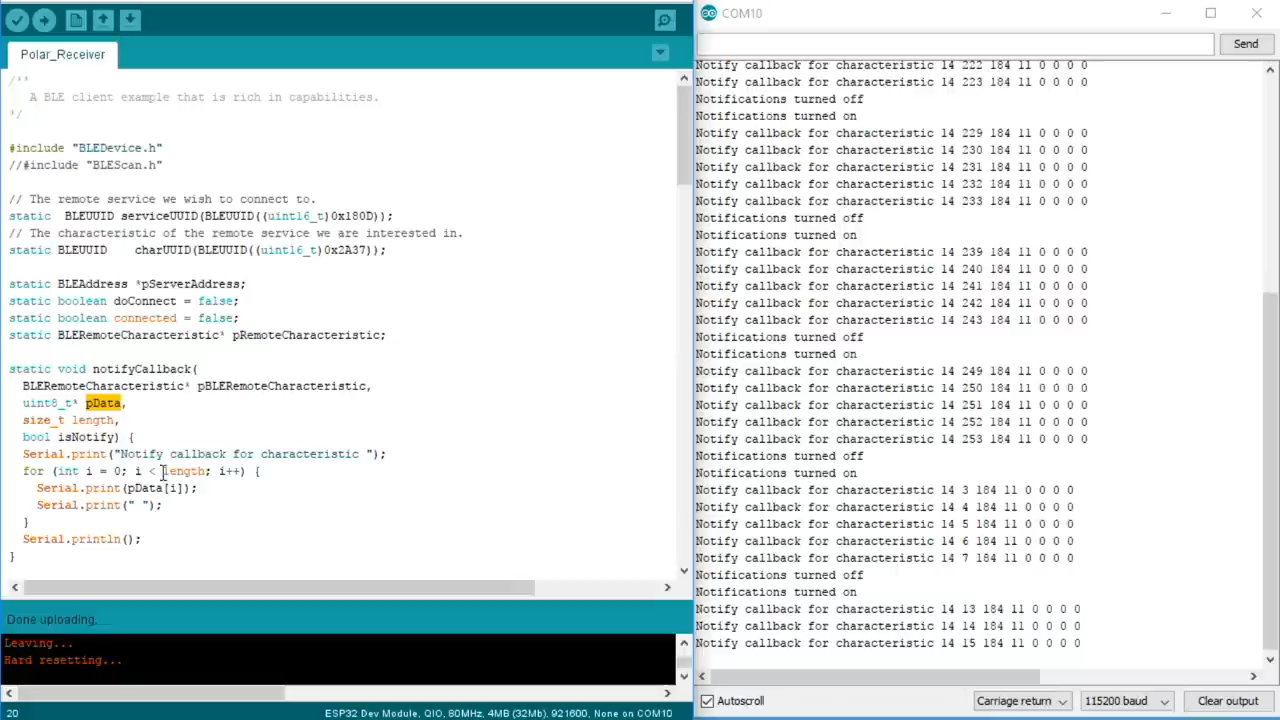 Polar_Receiver
/**
A BLE client example that is rich in capabilities.
*/
#include "BLEDevice.h"
//#include "BLEScan.h"
// The remote service we wish to connect to.
static  BLEUUID serviceUUID(BLEUUID((uint16_t)0x180D));
// The characteristic of the remote service we are interested in.
static BLEUUID    charUUID(BLEUUID((uint16_t)0x2A37));
static BLEAddress *pServerAddress;
static boolean doConnect = false;
static boolean connected = false;
static BLERemoteCharacteristic* pRemoteCharacteristic;
static void notifyCallback(
BLERemoteCharacteristic* pBLERemoteCharacteristic,
uint8_t* pData,
size_t length,
bool isNotify) {
Serial.print("Notify callback for characteristic ");
for (int i = 0; i < length; i++) {
Serial.print(pData[i]);
Serial.print(" ");
}
Serial.println();
}
Done uploading.
Leaving...
Hard resetting...
20
ESP32 Dev Module, QIO, 80MHz, 4MB (32Mb), 921600, None on COM10
COM10
Send
Notify callback for characteristic 14 222 184 11 0 0 0 0
Notify callback for characteristic 14 223 184 11 0 0 0 0
Notifications turned off
Notifications turned on
Notify callback for characteristic 14 229 184 11 0 0 0 0
Notify callback for characteristic 14 230 184 11 0 0 0 0
Notify callback for characteristic 14 231 184 11 0 0 0 0
Notify callback for characteristic 14 232 184 11 0 0 0 0
Notify callback for characteristic 14 233 184 11 0 0 0 0
Notifications turned off
Notifications turned on
Notify callback for characteristic 14 239 184 11 0 0 0 0
Notify callback for characteristic 14 240 184 11 0 0 0 0
Notify callback for characteristic 14 241 184 11 0 0 0 0
Notify callback for characteristic 14 242 184 11 0 0 0 0
Notify callback for characteristic 14 243 184 11 0 0 0 0
Notifications turned off
Notifications turned on
Notify callback for characteristic 14 249 184 11 0 0 0 0
Notify callback for characteristic 14 250 184 11 0 0 0 0
Notify callback for characteristic 14 251 184 11 0 0 0 0
Notify callback for characteristic 14 252 184 11 0 0 0 0
Notify callback for characteristic 14 253 184 11 0 0 0 0
Notifications turned off
Notifications turned on
Notify callback for characteristic 14 3 184 11 0 0 0 0
Notify callback for characteristic 14 4 184 11 0 0 0 0
Notify callback for characteristic 14 5 184 11 0 0 0 0
Notify callback for characteristic 14 6 184 11 0 0 0 0
Notify callback for characteristic 14 7 184 11 0 0 0 0
Notifications turned off
Notifications turned on
Notify callback for characteristic 14 13 184 11 0 0 0 0
Notify callback for characteristic 14 14 184 11 0 0 0 0
Notify callback for characteristic 14 15 184 11 0 0 0 0
Autoscroll
Carriage return
115200 baud
Clear output